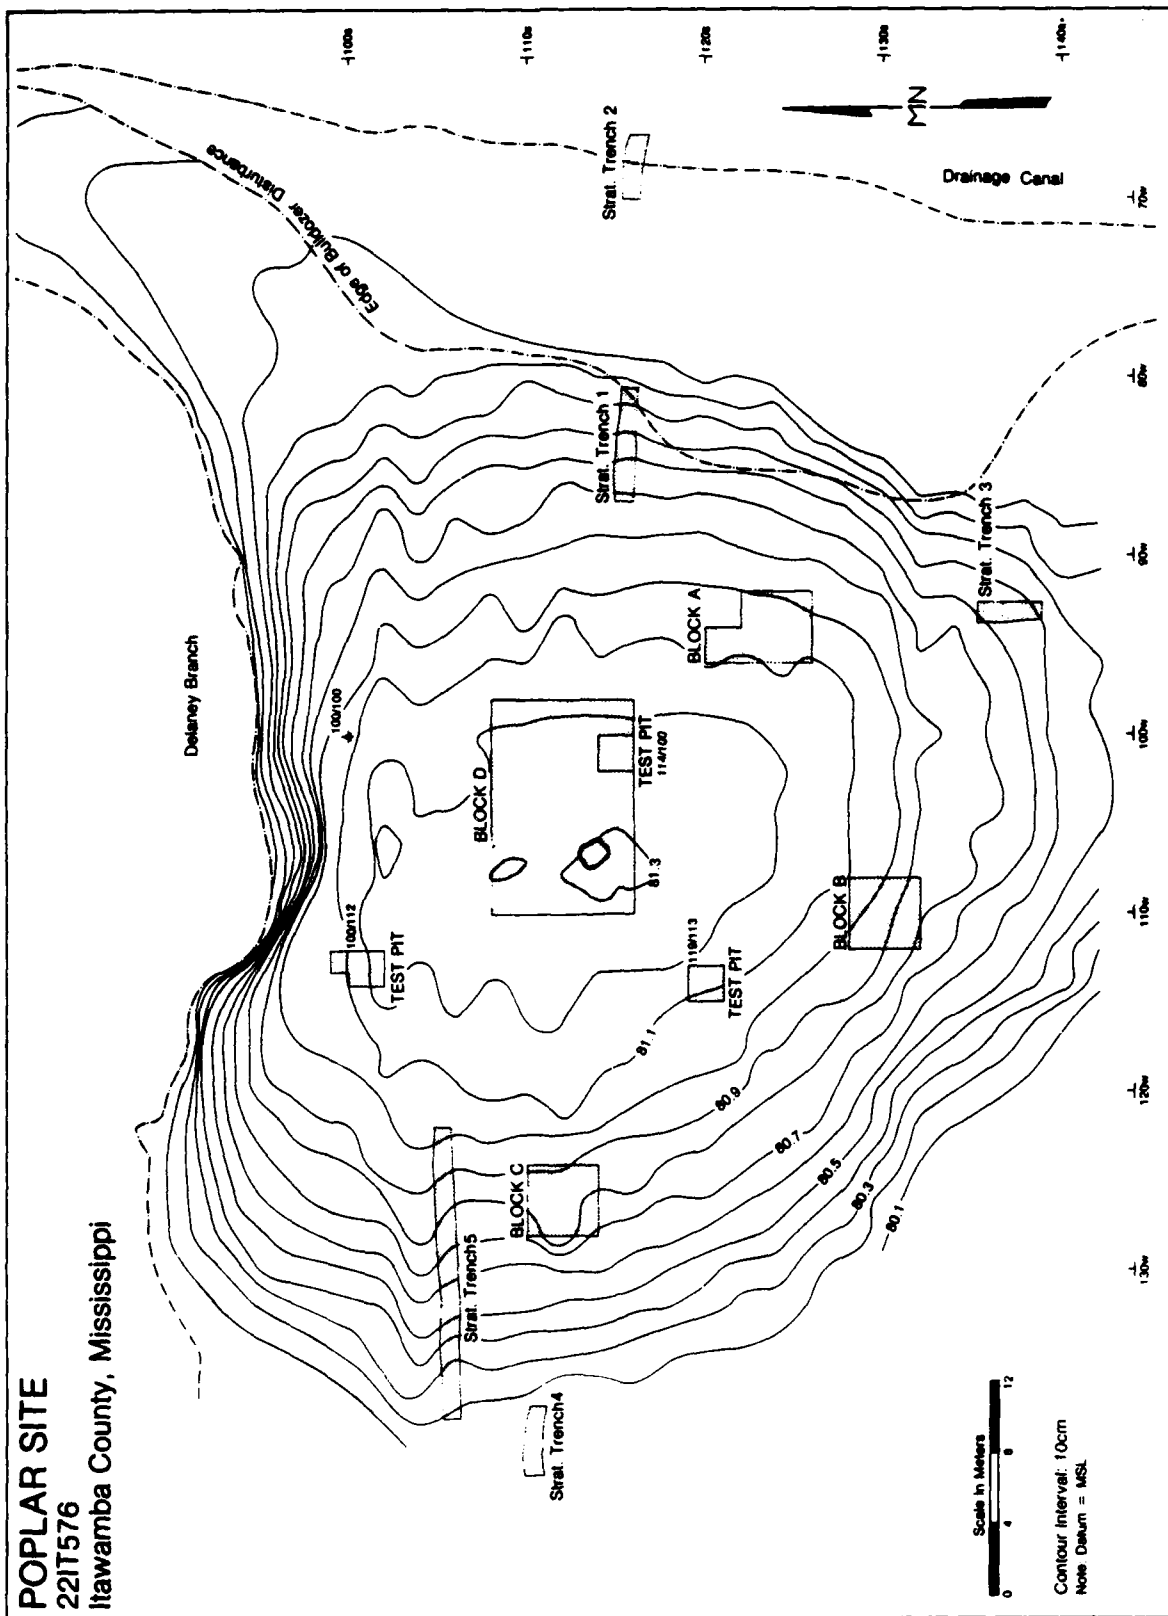 POPLAR SITE
22IT576
Itawamba County, Mississippi
Delaney Branch
Edge of Bulldozer Disturbance
Drainage Canal
MN
100s
110s
120s
130s
140s
70w
80w
90w
100w
110w
120w
130w
Strat. Trench 2
Strat. Trench 1
Strat. Trench 3
Strat. Trench 4
Strat. Trench 5
BLOCK A
BLOCK B
BLOCK C
BLOCK D
100/100
100/112
TEST PIT
TEST PIT
114/100
119/113
TEST PIT
81.3
81.1
80.9
80.7
80.5
80.3
80.1
Scale in Meters
0 4 8 12
Contour Interval: 10cm
Note: Datum = MSL